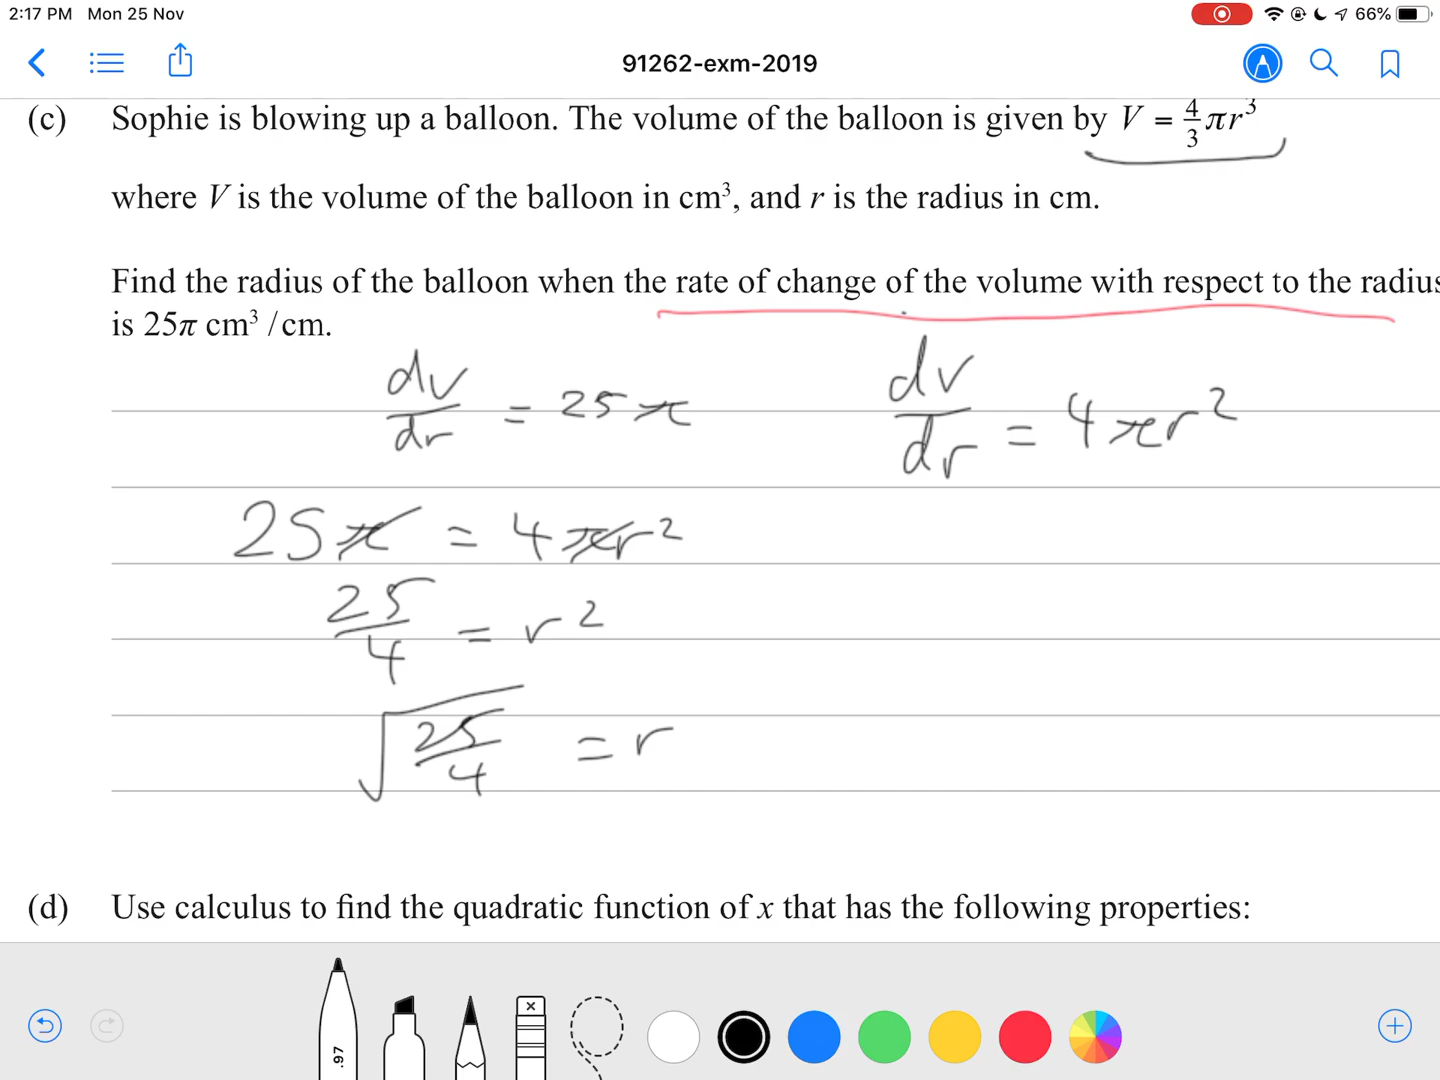 2:17 PM Mon 25 Nov 66%
91262-exm-2019
(c) Sophie is blowing up a balloon. The volume of the balloon is given by V = 4/3 πr³
where V is the volume of the balloon in cm³, and r is the radius in cm.
Find the radius of the balloon when the rate of change of the volume with respect to the radius
is 25π cm³ / cm.
dv/dr = 25π dv/dr = 4πr²
25π = 4πr²
25/4 = r²
√(25/4) = r
(d) Use calculus to find the quadratic function of x that has the following properties:
.97